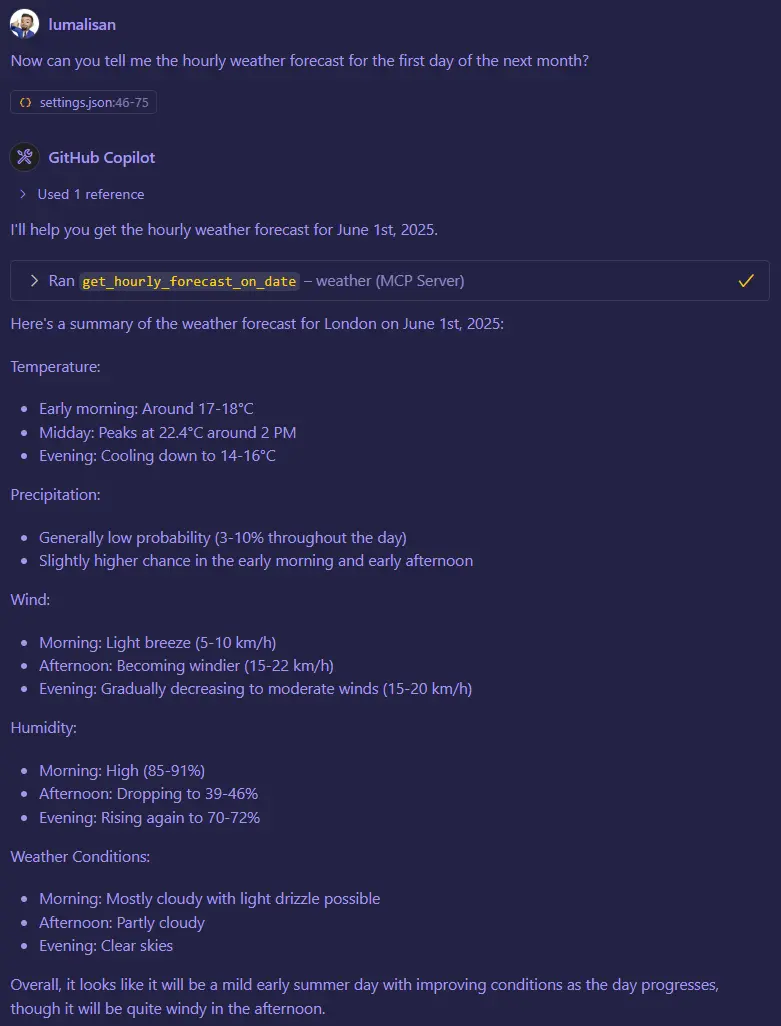 lumalisan
Now can you tell me the hourly weather forecast for the first day of the next month?
{} settings.json:46-75
GitHub Copilot
> Used 1 reference
I'll help you get the hourly weather forecast for June 1st, 2025.
> Ran get_hourly_forecast_on_date – weather (MCP Server) ✓
Here's a summary of the weather forecast for London on June 1st, 2025:
Temperature:
• Early morning: Around 17-18°C
• Midday: Peaks at 22.4°C around 2 PM
• Evening: Cooling down to 14-16°C
Precipitation:
• Generally low probability (3-10% throughout the day)
• Slightly higher chance in the early morning and early afternoon
Wind:
• Morning: Light breeze (5-10 km/h)
• Afternoon: Becoming windier (15-22 km/h)
• Evening: Gradually decreasing to moderate winds (15-20 km/h)
Humidity:
• Morning: High (85-91%)
• Afternoon: Dropping to 39-46%
• Evening: Rising again to 70-72%
Weather Conditions:
• Morning: Mostly cloudy with light drizzle possible
• Afternoon: Partly cloudy
• Evening: Clear skies
Overall, it looks like it will be a mild early summer day with improving conditions as the day progresses,
though it will be quite windy in the afternoon.